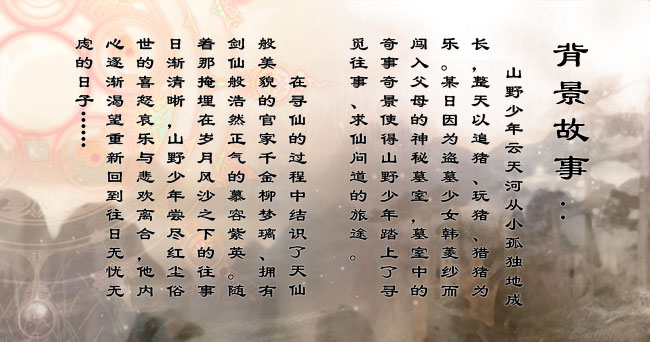 背景故事：
山野少年云天河从小孤独地成
长，整天以追猪、玩猪、猎猪为
乐。某日因为盗墓少女韩菱纱而
闯入父母的神秘墓室，墓室中的
奇事奇景使得山野少年踏上了寻
觅往事、求仙问道的旅途。
在寻仙的过程中结识了天仙
般美貌的官家千金柳梦璃、拥有
剑仙般浩然正气的慕容紫英。随
着那掩埋在岁月风沙之下的往事
日渐清晰，山野少年尝尽红尘俗
世的喜怒哀乐与悲欢离合，他内
心逐渐渴望重新回到往日无忧无
虑的日子……